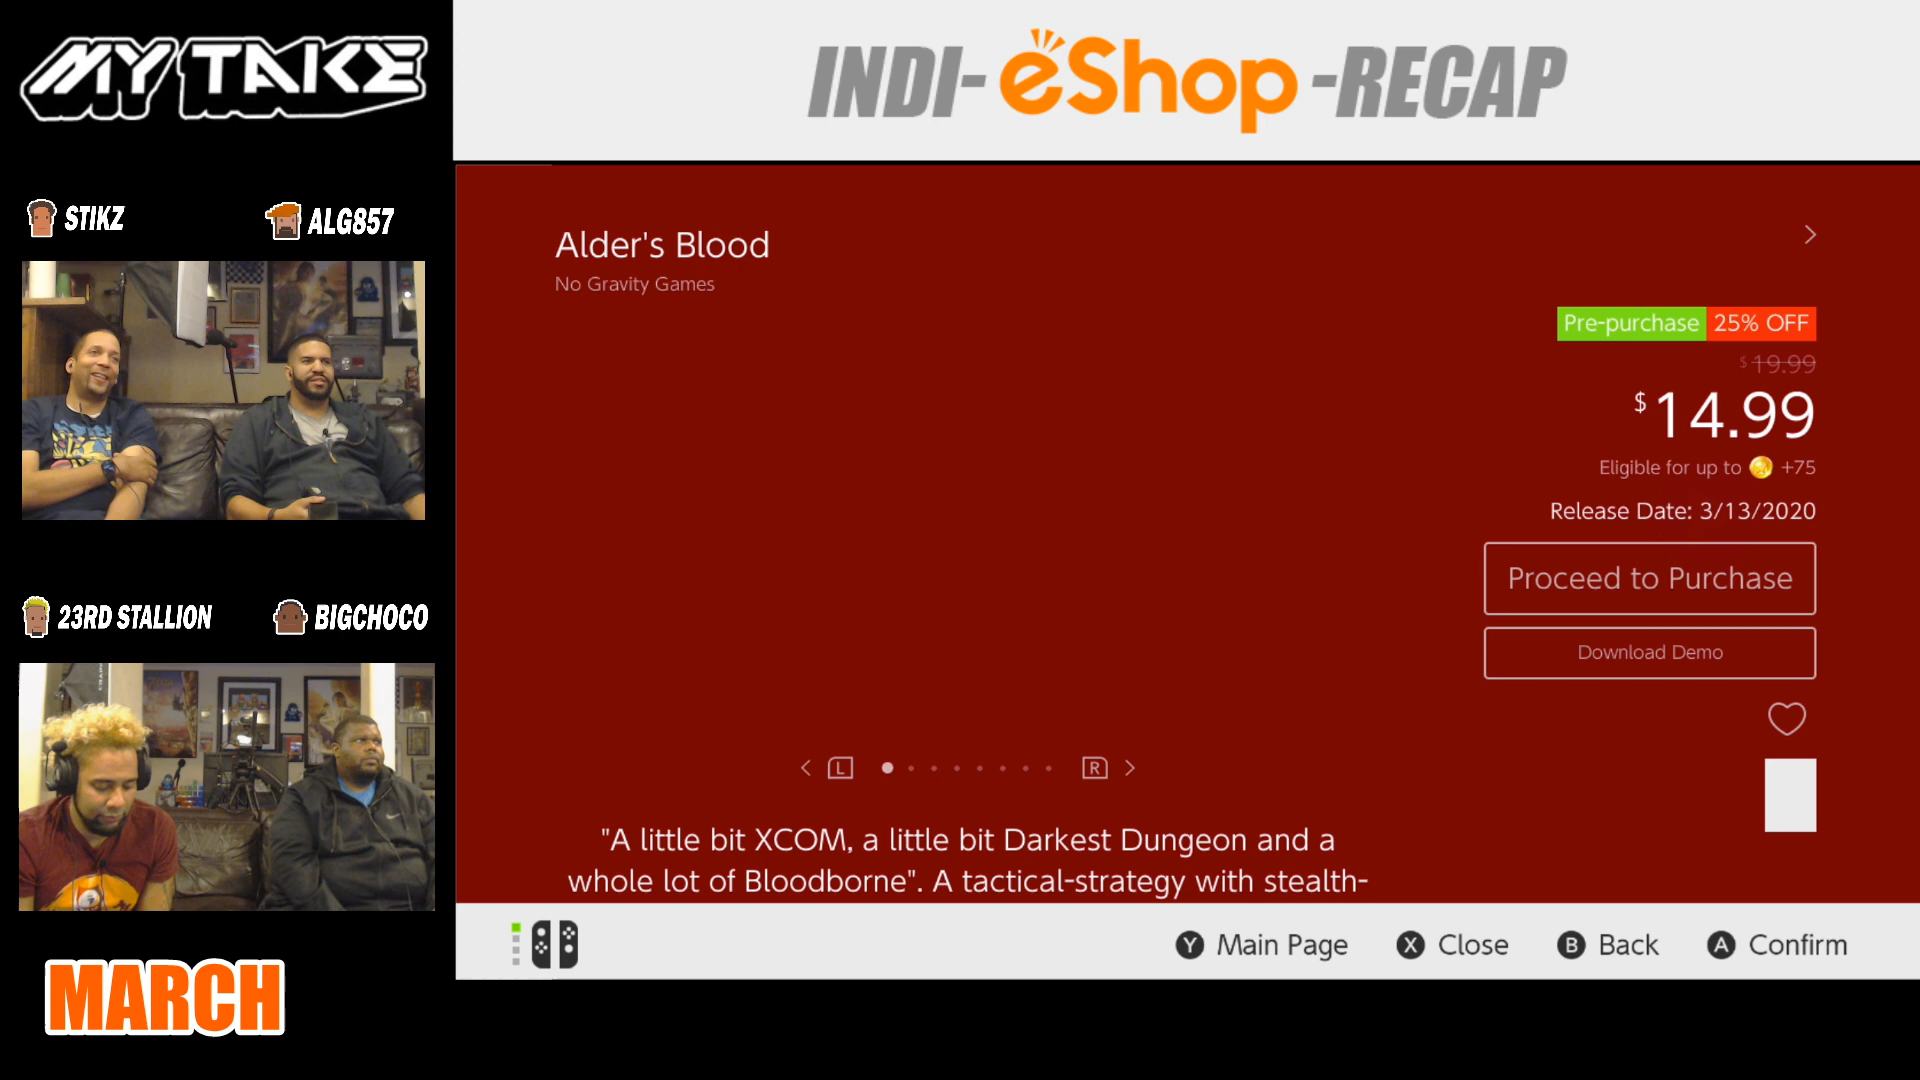 MY TAKE
INDI-eShop-RECAP
STIKZ
ALG857
23RD STALLION
BIGCHOCO
MARCH
Alder's Blood
No Gravity Games
Pre-purchase 25% OFF
$19.99
$14.99
Eligible for up to +75
Release Date: 3/13/2020
Proceed to Purchase
Download Demo
L R
"A little bit XCOM, a little bit Darkest Dungeon and a
whole lot of Bloodborne". A tactical-strategy with stealth-
Y Main Page X Close B Back A Confirm